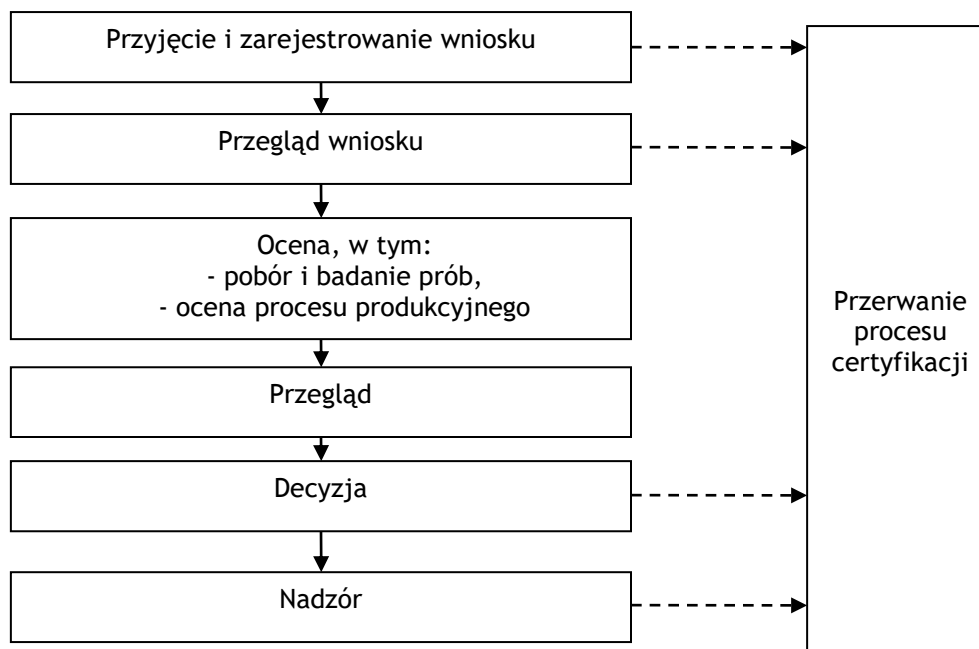 Przyjęcie i zarejestrowanie wniosku
Przegląd wniosku
Ocena, w tym:
- pobór i badanie prób,
- ocena procesu produkcyjnego
Przegląd
Decyzja
Nadzór
Przerwanie
procesu
certyfikacji